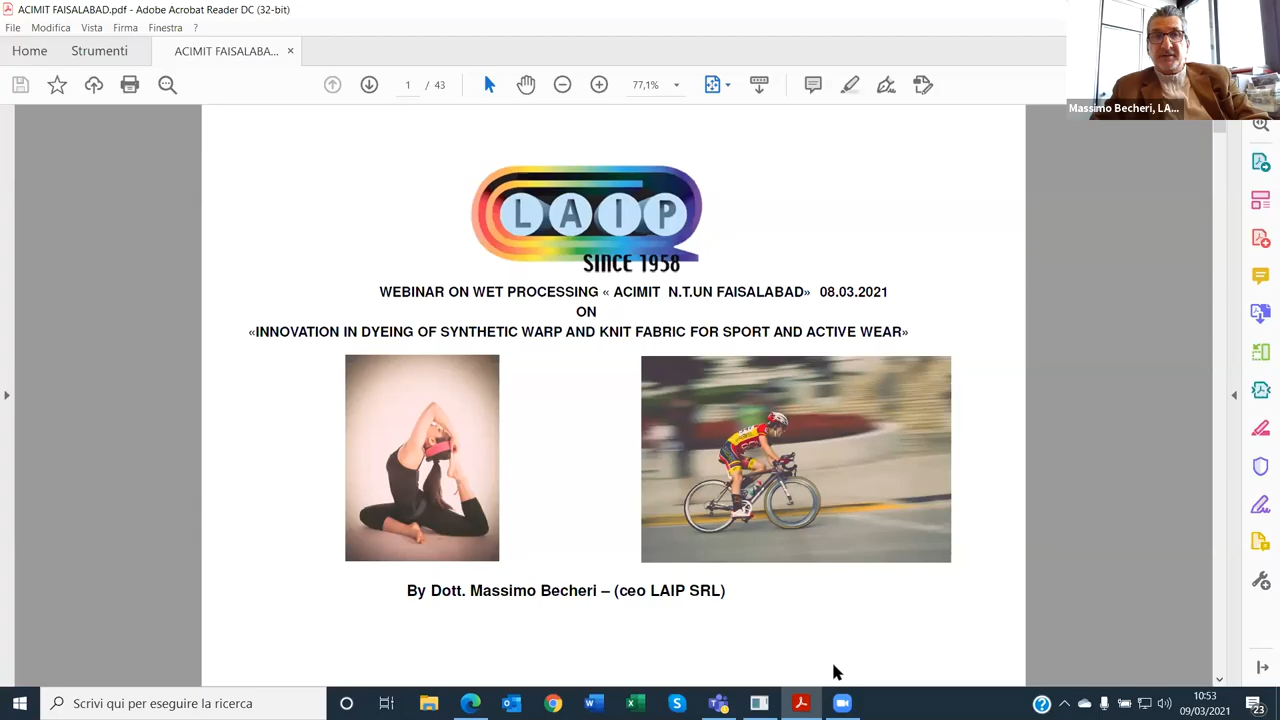 ACIMIT FAISALABAD.pdf - Adobe Acrobat Reader DC (32-bit)
File Modifica Vista Firma Finestra ?
Home Strumenti ACIMIT FAISALABA... ×
1 / 43 77,1%
Massimo Becheri, LA...
LAIP
SINCE 1958
WEBINAR ON WET PROCESSING « ACIMIT N.T.UN FAISALABAD» 08.03.2021
ON
«INNOVATION IN DYEING OF SYNTHETIC WARP AND KNIT FABRIC FOR SPORT AND ACTIVE WEAR»
By Dott. Massimo Becheri – (ceo LAIP SRL)
Scrivi qui per eseguire la ricerca
10:53
09/03/2021
23